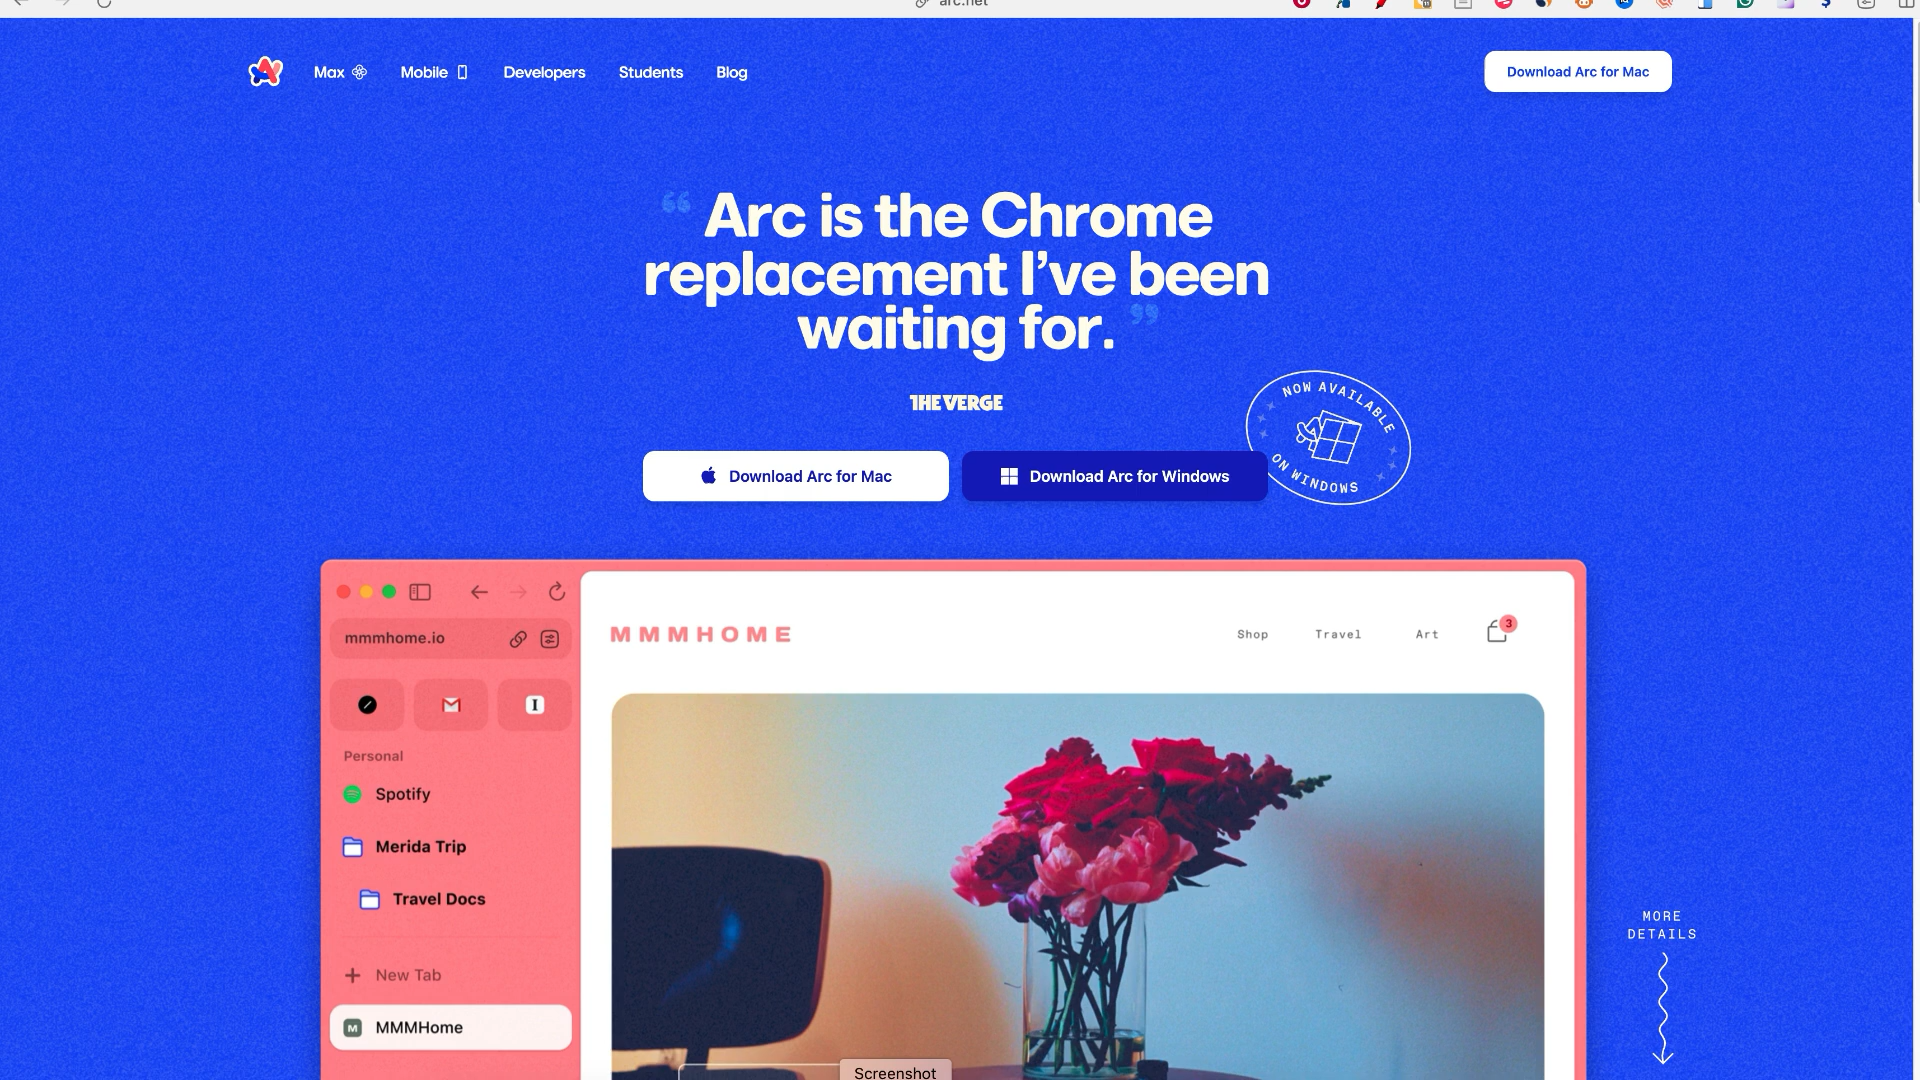 arc.net
Max
Mobile
Developers
Students
Blog
Download Arc for Mac
“ Arc is the Chrome
replacement I’ve been
waiting for. ”
THE VERGE
NOW AVAILABLE
ON WINDOWS
Download Arc for Mac
Download Arc for Windows
mmmhome.io
I
Personal
Spotify
Merida Trip
Travel Docs
New Tab
M
MMMHome
MMMHOME
Shop
Travel
Art
3
MORE
DETAILS
Screenshot